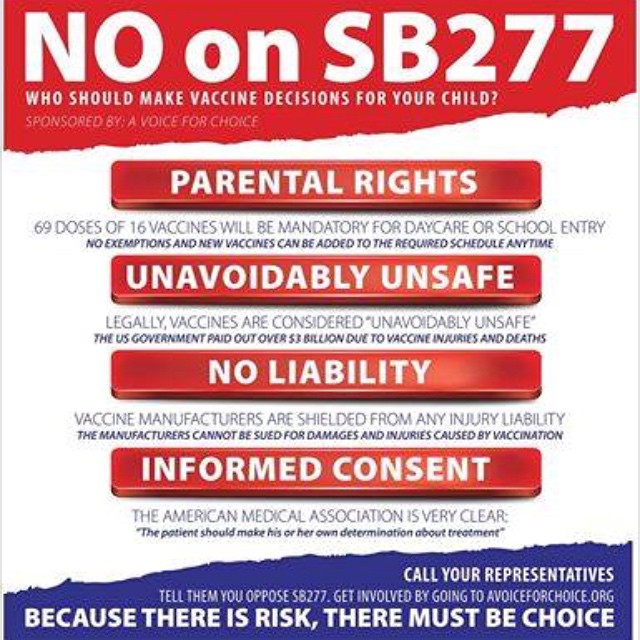 NO on SB277
WHO SHOULD MAKE VACCINE DECISIONS FOR YOUR CHILD?
SPONSORED BY: A VOICE FOR CHOICE
PARENTAL RIGHTS
69 DOSES OF 16 VACCINES WILL BE MANDATORY FOR DAYCARE OR SCHOOL ENTRY
NO EXEMPTIONS AND NEW VACCINES CAN BE ADDED TO THE REQUIRED SCHEDULE ANYTIME
UNAVOIDABLY UNSAFE
LEGALLY, VACCINES ARE CONSIDERED "UNAVOIDABLY UNSAFE"
THE US GOVERNMENT PAID OUT OVER $3 BILLION DUE TO VACCINE INJURIES AND DEATHS
NO LIABILITY
VACCINE MANUFACTURERS ARE SHIELDED FROM ANY INJURY LIABILITY
THE MANUFACTURERS CANNOT BE SUED FOR DAMAGES AND INJURIES CAUSED BY VACCINATION
INFORMED CONSENT
THE AMERICAN MEDICAL ASSOCIATION IS VERY CLEAR:
"The patient should make his or her own determination about treatment"
CALL YOUR REPRESENTATIVES
TELL THEM YOU OPPOSE SB277. GET INVOLVED BY GOING TO AVOICEFORCHOICE.ORG
BECAUSE THERE IS RISK, THERE MUST BE CHOICE